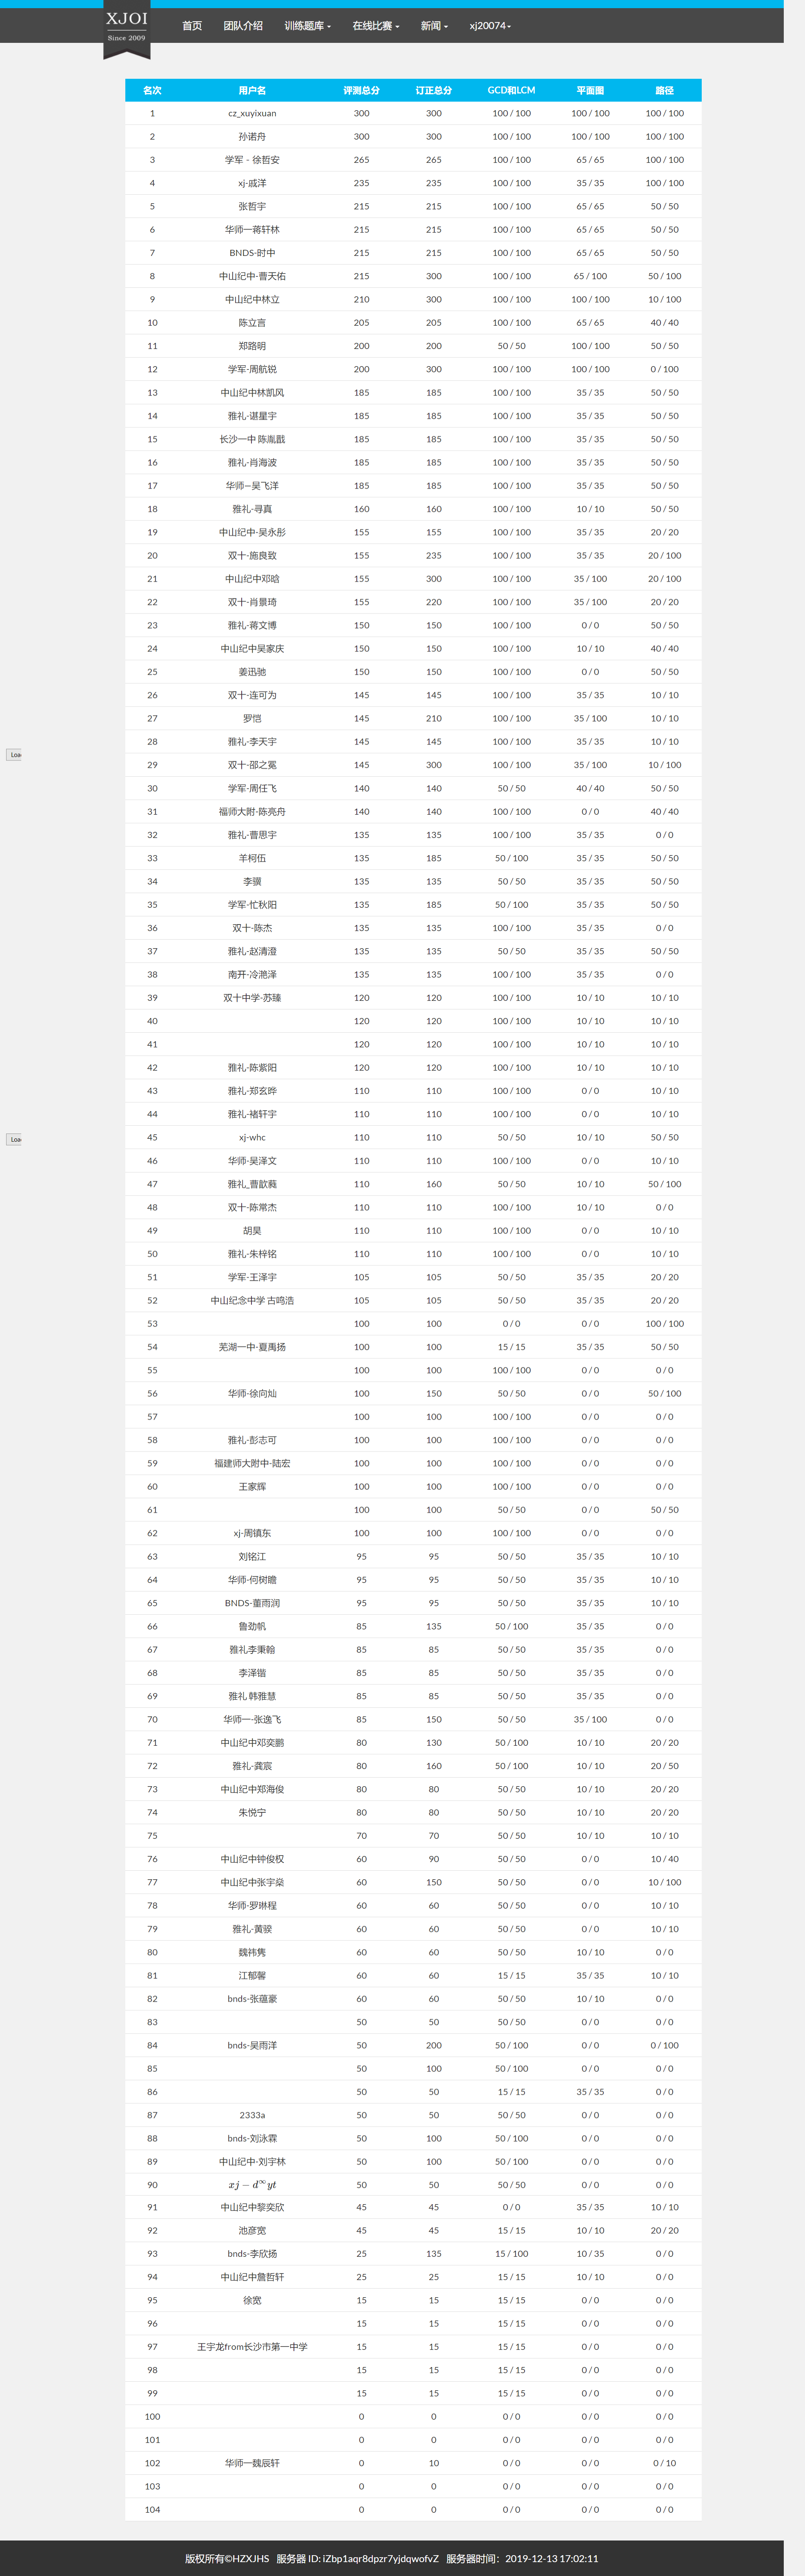 XJOI
Since 2009
首页 团队介绍 训练题库 在线比赛 新闻 xj20074
名次 用户名 评测总分 订正总分 GCD和LCM 平面图 路径
1 cz_xuyixuan 300 300 100 / 100 100 / 100 100 / 100
2 孙诺舟 300 300 100 / 100 100 / 100 100 / 100
3 学军 - 徐哲安 265 265 100 / 100 65 / 65 100 / 100
4 xj-戚洋 235 235 100 / 100 35 / 35 100 / 100
5 张哲宇 215 215 100 / 100 65 / 65 50 / 50
6 华师一蒋轩林 215 215 100 / 100 65 / 65 50 / 50
7 BNDS-时中 215 215 100 / 100 65 / 65 50 / 50
8 中山纪中-曹天佑 215 300 100 / 100 65 / 100 50 / 100
9 中山纪中林立 210 300 100 / 100 100 / 100 10 / 100
10 陈立言 205 205 100 / 100 65 / 65 40 / 40
11 郑路明 200 200 50 / 50 100 / 100 50 / 50
12 学军-周航锐 200 300 100 / 100 100 / 100 0 / 100
13 中山纪中林凯风 185 185 100 / 100 35 / 35 50 / 50
14 雅礼-谌星宇 185 185 100 / 100 35 / 35 50 / 50
15 长沙一中 陈胤戬 185 185 100 / 100 35 / 35 50 / 50
16 雅礼-肖海波 185 185 100 / 100 35 / 35 50 / 50
17 华师—吴飞洋 185 185 100 / 100 35 / 35 50 / 50
18 雅礼-寻真 160 160 100 / 100 10 / 10 50 / 50
19 中山纪中-吴永彤 155 155 100 / 100 35 / 35 20 / 20
20 双十-施良致 155 235 100 / 100 35 / 35 20 / 100
21 中山纪中邓晗 155 300 100 / 100 35 / 100 20 / 100
22 双十-肖景琦 155 220 100 / 100 35 / 100 20 / 20
23 雅礼-蒋文博 150 150 100 / 100 0 / 0 50 / 50
24 中山纪中吴家庆 150 150 100 / 100 10 / 10 40 / 40
25 姜迅驰 150 150 100 / 100 0 / 0 50 / 50
26 双十-连可为 145 145 100 / 100 35 / 35 10 / 10
27 罗恺 145 210 100 / 100 35 / 100 10 / 10
28 雅礼-李天宇 145 145 100 / 100 35 / 35 10 / 10
29 双十-邵之冕 145 300 100 / 100 35 / 100 10 / 100
30 学军-周任飞 140 140 50 / 50 40 / 40 50 / 50
31 福师大附-陈亮舟 140 140 100 / 100 0 / 0 40 / 40
32 雅礼-曹思宇 135 135 100 / 100 35 / 35 0 / 0
33 羊柯伍 135 185 50 / 100 35 / 35 50 / 50
34 李骥 135 135 50 / 50 35 / 35 50 / 50
35 学军-忙秋阳 135 185 50 / 100 35 / 35 50 / 50
36 双十-陈杰 135 135 100 / 100 35 / 35 0 / 0
37 雅礼-赵清澄 135 135 50 / 50 35 / 35 50 / 50
38 南开-冷滟泽 135 135 100 / 100 35 / 35 0 / 0
39 双十中学-苏臻 120 120 100 / 100 10 / 10 10 / 10
40 120 120 100 / 100 10 / 10 10 / 10
41 120 120 100 / 100 10 / 10 10 / 10
42 雅礼-陈紫阳 120 120 100 / 100 10 / 10 10 / 10
43 雅礼-郑玄晔 110 110 100 / 100 0 / 0 10 / 10
44 雅礼-褚轩宇 110 110 100 / 100 0 / 0 10 / 10
45 xj-whc 110 110 50 / 50 10 / 10 50 / 50
46 华师-吴泽文 110 110 100 / 100 0 / 0 10 / 10
47 雅礼_曹歆薇 110 160 50 / 50 10 / 10 50 / 100
48 双十-陈常杰 110 110 100 / 100 10 / 10 0 / 0
49 胡昊 110 110 100 / 100 0 / 0 10 / 10
50 雅礼-朱梓铭 110 110 100 / 100 0 / 0 10 / 10
51 学军-王泽宇 105 105 50 / 50 35 / 35 20 / 20
52 中山纪念中学 古鸣浩 105 105 50 / 50 35 / 35 20 / 20
53 100 100 0 / 0 0 / 0 100 / 100
54 芜湖一中-夏禹扬 100 100 15 / 15 35 / 35 50 / 50
55 100 100 100 / 100 0 / 0 0 / 0
56 华师-徐向灿 100 150 50 / 50 0 / 0 50 / 100
57 100 100 100 / 100 0 / 0 0 / 0
58 雅礼-彭志可 100 100 100 / 100 0 / 0 0 / 0
59 福建师大附中-陆宏 100 100 100 / 100 0 / 0 0 / 0
60 王家辉 100 100 100 / 100 0 / 0 0 / 0
61 100 100 50 / 50 0 / 0 50 / 50
62 xj-周镇东 100 100 100 / 100 0 / 0 0 / 0
63 刘铭江 95 95 50 / 50 35 / 35 10 / 10
64 华师-何树瞻 95 95 50 / 50 35 / 35 10 / 10
65 BNDS-董雨润 95 95 50 / 50 35 / 35 10 / 10
66 鲁劲帆 85 135 50 / 100 35 / 35 0 / 0
67 雅礼李秉翰 85 85 50 / 50 35 / 35 0 / 0
68 李泽锴 85 85 50 / 50 35 / 35 0 / 0
69 雅礼 韩雅慧 85 85 50 / 50 35 / 35 0 / 0
70 华师一-张逸飞 85 150 50 / 50 35 / 100 0 / 0
71 中山纪中邓奕鹏 80 130 50 / 100 10 / 10 20 / 20
72 雅礼-龚宸 80 160 50 / 100 10 / 10 20 / 50
73 中山纪中郑海俊 80 80 50 / 50 10 / 10 20 / 20
74 朱悦宁 80 80 50 / 50 10 / 10 20 / 20
75 70 70 50 / 50 10 / 10 10 / 10
76 中山纪中钟俊权 60 90 50 / 50 0 / 0 10 / 40
77 中山纪中张宇燊 60 150 50 / 50 0 / 0 10 / 100
78 华师-罗琳程 60 60 50 / 50 0 / 0 10 / 10
79 雅礼-黄骙 60 60 50 / 50 0 / 0 10 / 10
80 魏祎隽 60 60 50 / 50 10 / 10 0 / 0
81 江郁馨 60 60 15 / 15 35 / 35 10 / 10
82 bnds-张蕴豪 60 60 50 / 50 10 / 10 0 / 0
83 50 50 50 / 50 0 / 0 0 / 0
84 bnds-吴雨洋 50 200 50 / 100 0 / 0 0 / 100
85 50 100 50 / 100 0 / 0 0 / 0
86 50 50 15 / 15 35 / 35 0 / 0
87 2333a 50 50 50 / 50 0 / 0 0 / 0
88 bnds-刘泳霖 50 100 50 / 100 0 / 0 0 / 0
89 中山纪中-刘宇林 50 100 50 / 100 0 / 0 0 / 0
90 xj − d^∞yt 50 50 50 / 50 0 / 0 0 / 0
91 中山纪中黎奕欣 45 45 0 / 0 35 / 35 10 / 10
92 池彦宽 45 45 15 / 15 10 / 10 20 / 20
93 bnds-李欣扬 25 135 15 / 100 10 / 35 0 / 0
94 中山纪中詹哲轩 25 25 15 / 15 10 / 10 0 / 0
95 徐宽 15 15 15 / 15 0 / 0 0 / 0
96 15 15 15 / 15 0 / 0 0 / 0
97 王宇龙from长沙市第一中学 15 15 15 / 15 0 / 0 0 / 0
98 15 15 15 / 15 0 / 0 0 / 0
99 15 15 15 / 15 0 / 0 0 / 0
100 0 0 0 / 0 0 / 0 0 / 0
101 0 0 0 / 0 0 / 0 0 / 0
102 华师一魏辰轩 0 10 0 / 0 0 / 0 0 / 10
103 0 0 0 / 0 0 / 0 0 / 0
104 0 0 0 / 0 0 / 0 0 / 0
Loa
Loa
版权所有©HZXJHS 服务器 ID: iZbp1aqr8dpzr7yjdqwofvZ 服务器时间：2019-12-13 17:02:11